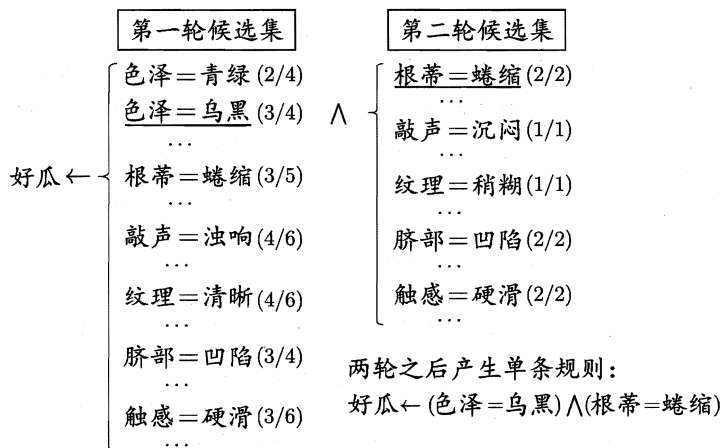 第一轮候选集
色泽=青绿(2/4)
色泽=乌黑(3/4)
···
好瓜←
根蒂=蜷缩(3/5)
···
敲声=浊响(4/6)
···
纹理=清晰(4/6)
···
脐部=凹陷(3/4)
···
触感=硬滑(3/6)
···
∧
第二轮候选集
根蒂=蜷缩(2/2)
···
敲声=沉闷(1/1)
···
纹理=稍糊(1/1)
···
脐部=凹陷(2/2)
···
触感=硬滑(2/2)
···
两轮之后产生单条规则:
好瓜←(色泽=乌黑)∧(根蒂=蜷缩)